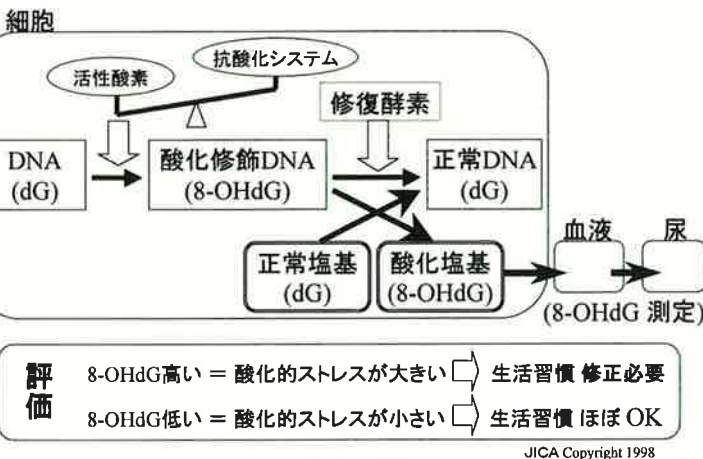 細胞
活性酸素
抗酸化システム
修復酵素
DNA
(dG)
酸化修飾DNA
(8-OHdG)
正常DNA
(dG)
正常塩基
(dG)
酸化塩基
(8-OHdG)
血液
尿
(8-OHdG 測定)
評価
8-OHdG高い = 酸化的ストレスが大きい 生活習慣 修正必要
8-OHdG低い = 酸化的ストレスが小さい 生活習慣 ほぼ OK
JICA Copyright 1998